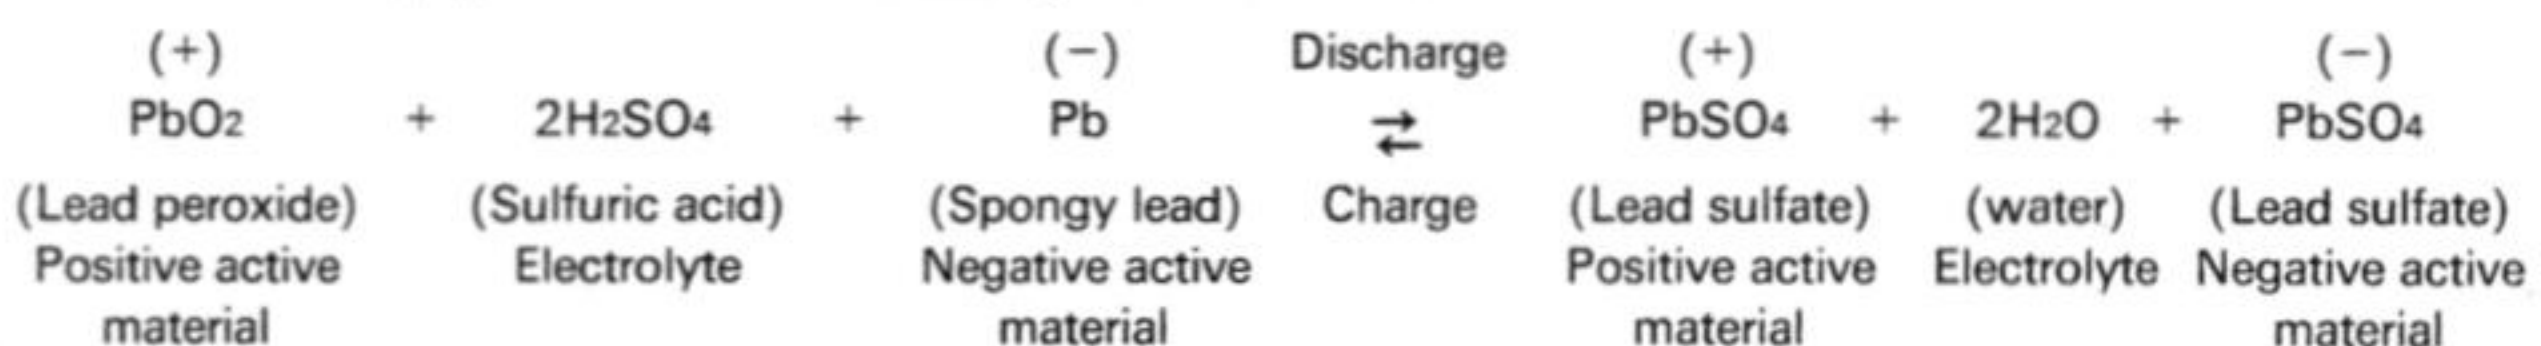 (+) (−) Discharge (+) (−)
PbO2 + 2H2SO4 + Pb ⇄ PbSO4 + 2H2O + PbSO4
(Lead peroxide) (Sulfuric acid) (Spongy lead) Charge (Lead sulfate) (water) (Lead sulfate)
Positive active Electrolyte Negative active Positive active Electrolyte Negative active
material material material material